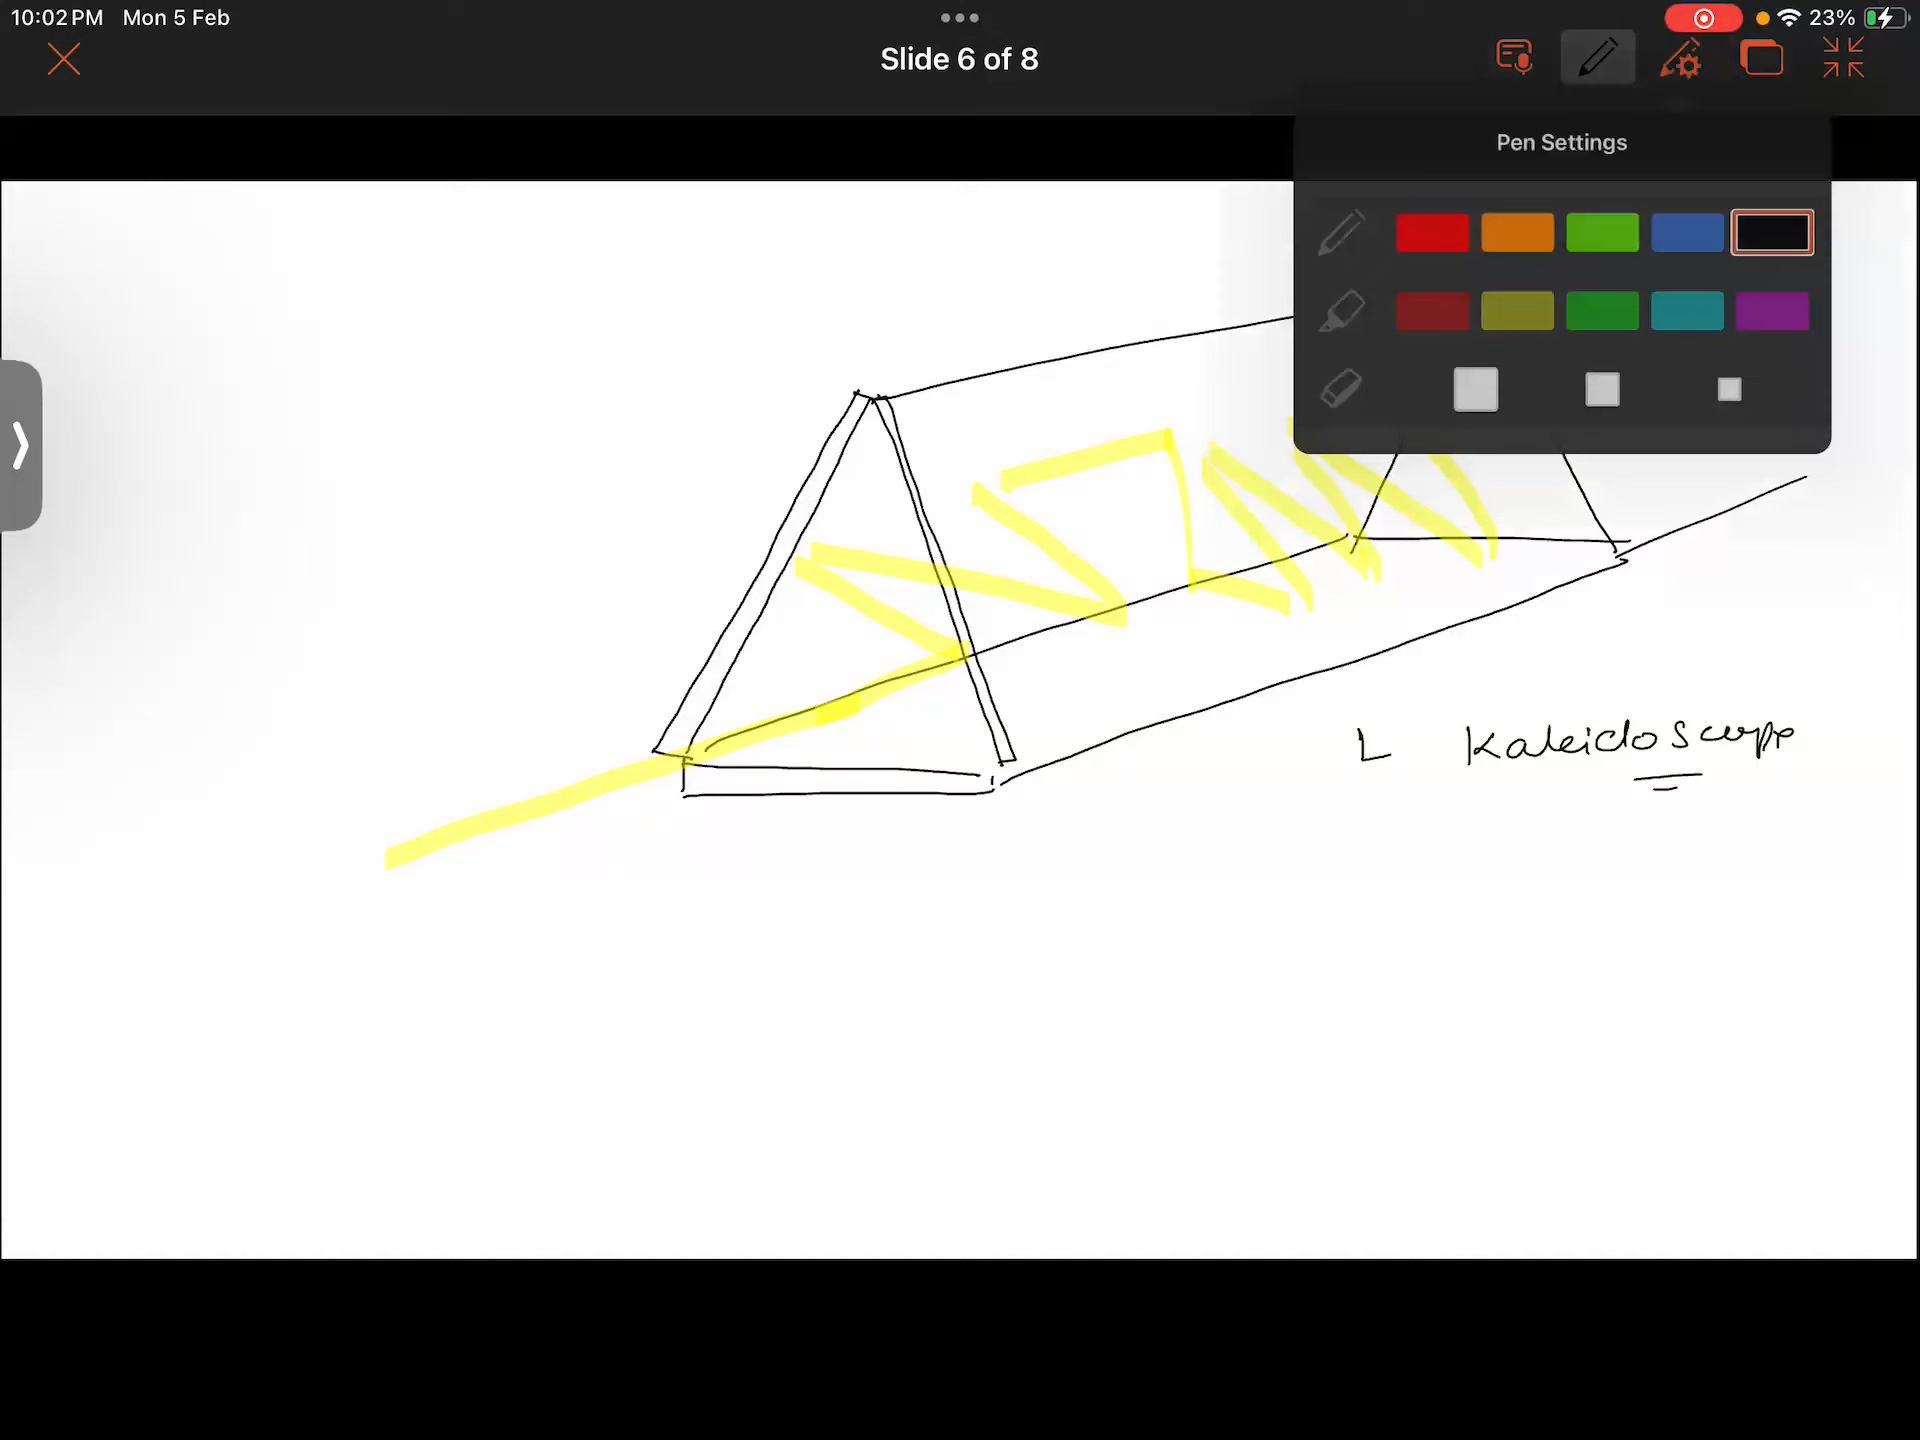 10:02 PM Mon 5 Feb
23%
Slide 6 of 8
Pen Settings
L Kaleidoscope